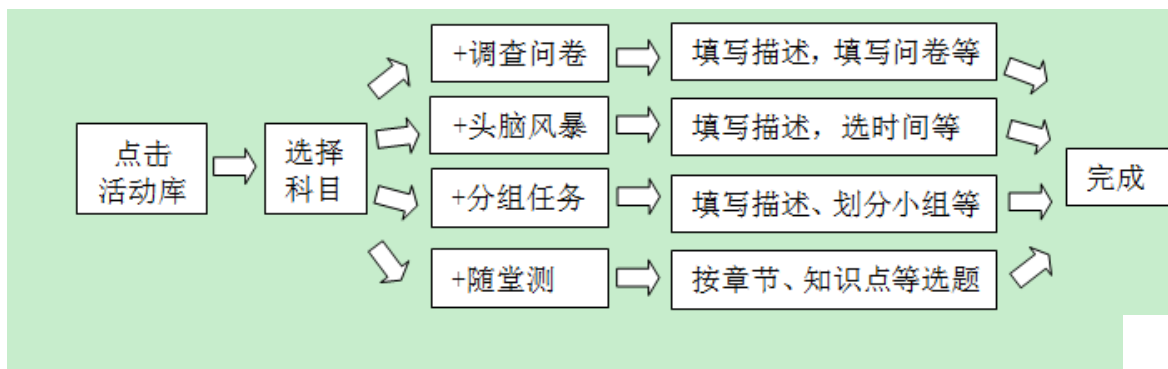 点击
活动库
选择
科目
+调查问卷
填写描述，填写问卷等
+头脑风暴
填写描述，选时间等
+分组任务
填写描述、划分小组等
+随堂测
按章节、知识点等选题
完成